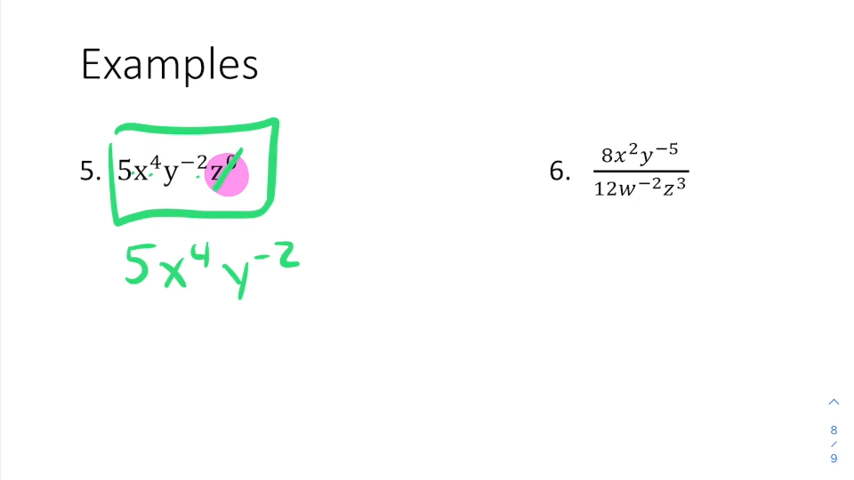 Examples
5. 5x⁴y⁻²z⁰
5x⁴y⁻²
6. 8x²y⁻⁵
12w⁻²z³
8
/
9